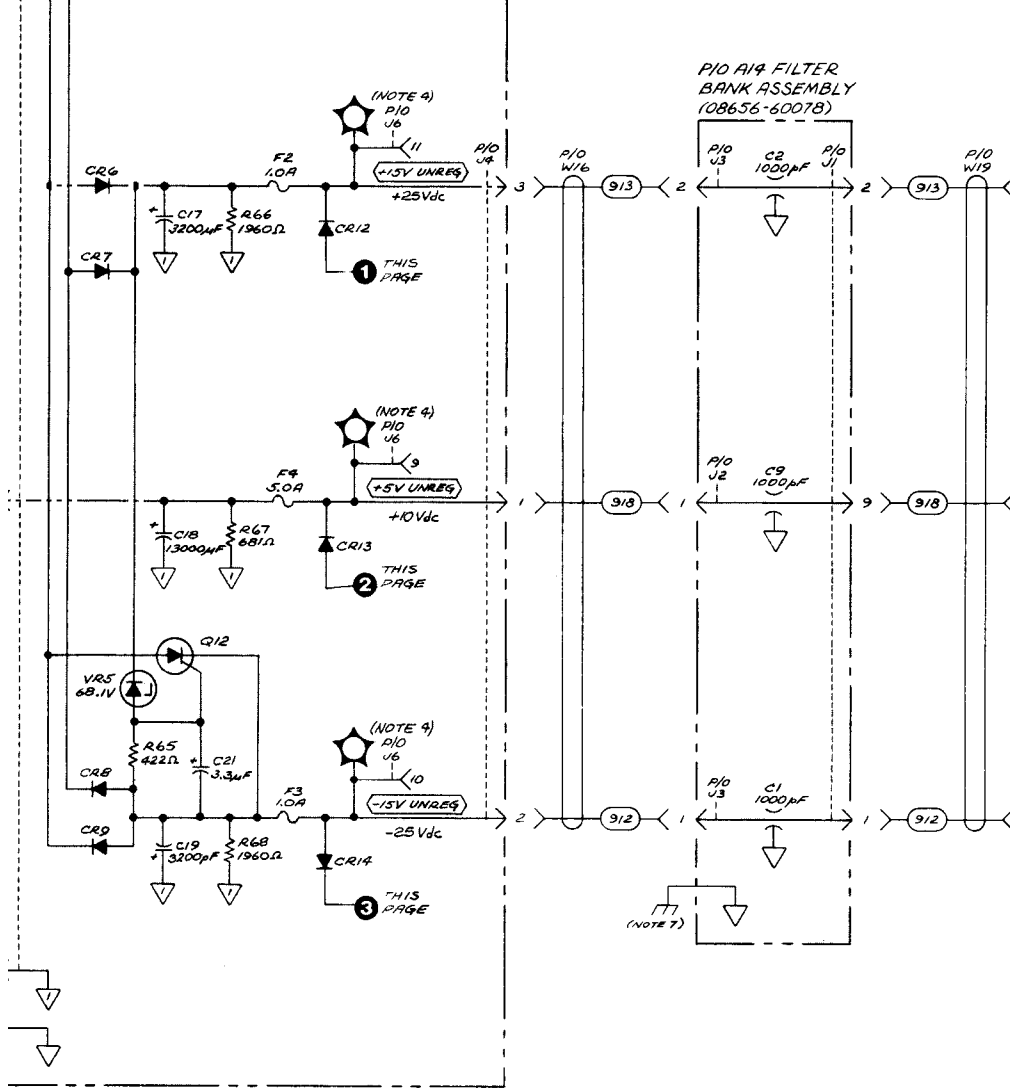 P/O A14 FILTER
BANK ASSEMBLY
(08656-60078)
(NOTE 4)
P/O
J6
11
+15V UNREG
+25Vdc
F2
1.0A
CR6
C17
3200µF
R66
1960Ω
CR12
1 THIS
PAGE
CR7
P/O
J4
3
P/O
W16
913
2
P/O
J3
C2
1000pF
P/O
J1
2
913
P/O
W19
(NOTE 4)
P/O
J6
9
+5V UNREG
+10Vdc
F4
5.0A
C18
13000µF
R67
681Ω
CR13
2 THIS
PAGE
1
918
1
P/O
J2
C9
1000pF
9
918
Q12
VR5
68.1V
R65
422Ω
C21
3.3µF
CR8
CR9
(NOTE 4)
P/O
J6
10
-15V UNREG
-25Vdc
F3
1.0A
C19
3200pF
R68
1960Ω
CR14
3 THIS
PAGE
2
912
1
P/O
J3
C1
1000pF
1
912
(NOTE 7)